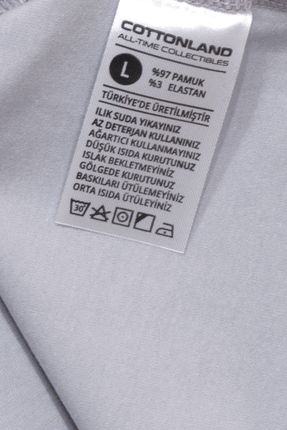 COTTONLAND
ALL-TIME COLLECTIBLES
L
%97 PAMUK
%3 ELASTAN
TÜRKİYE'DE ÜRETİLMİŞTİR
ILIK SUDA YIKAYINIZ
AZ DETERJAN KULLANINIZ
AĞARTICI KULLANMAYINIZ
DÜŞÜK ISIDA KURUTUNUZ
ISLAK BEKLETMEYİNİZ
GÖLGEDE KURUTUNUZ
BASKILARI ÜTÜLEMEYİNİZ
ORTA ISIDA ÜTÜLEYİNİZ
30